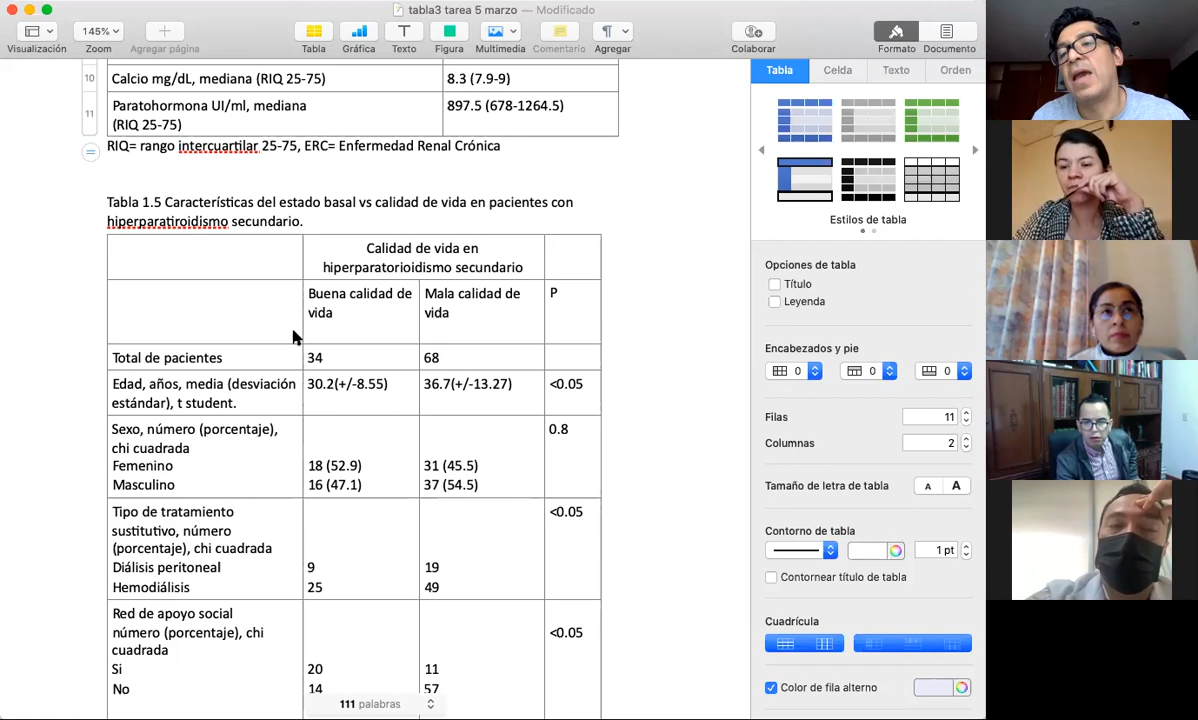 tabla3 tarea 5 marzo — Modificado
145%
Visualización Zoom Agregar página Tabla Gráfica Texto Figura Multimedia Comentario Agregar Colaborar Formato Documento
10 Calcio mg/dL, mediana (RIQ 25-75) 8.3 (7.9-9)
11 Paratohormona UI/ml, mediana 897.5 (678-1264.5)
(RIQ 25-75)
RIQ= rango intercuartilar 25-75, ERC= Enfermedad Renal Crónica
Tabla 1.5 Características del estado basal vs calidad de vida en pacientes con
hiperparatiroidismo secundario.
Calidad de vida en
hiperparatorioidismo secundario
Buena calidad de Mala calidad de P
vida vida
Total de pacientes 34 68
Edad, años, media (desviación 30.2(+/-8.55) 36.7(+/-13.27) <0.05
estándar), t student.
Sexo, número (porcentaje), 0.8
chi cuadrada
Femenino 18 (52.9) 31 (45.5)
Masculino 16 (47.1) 37 (54.5)
Tipo de tratamiento <0.05
sustitutivo, número
(porcentaje), chi cuadrada
Diálisis peritoneal 9 19
Hemodiálisis 25 49
Red de apoyo social
número (porcentaje), chi <0.05
cuadrada
Si 20 11
No 14 57
111 palabras
Tabla Celda Texto Orden
Estilos de tabla
Opciones de tabla
Título
Leyenda
Encabezados y pie
0 0 0
Filas 11
Columnas 2
Tamaño de letra de tabla A A
Contorno de tabla
1 pt
Contornear título de tabla
Cuadrícula
Color de fila alterno